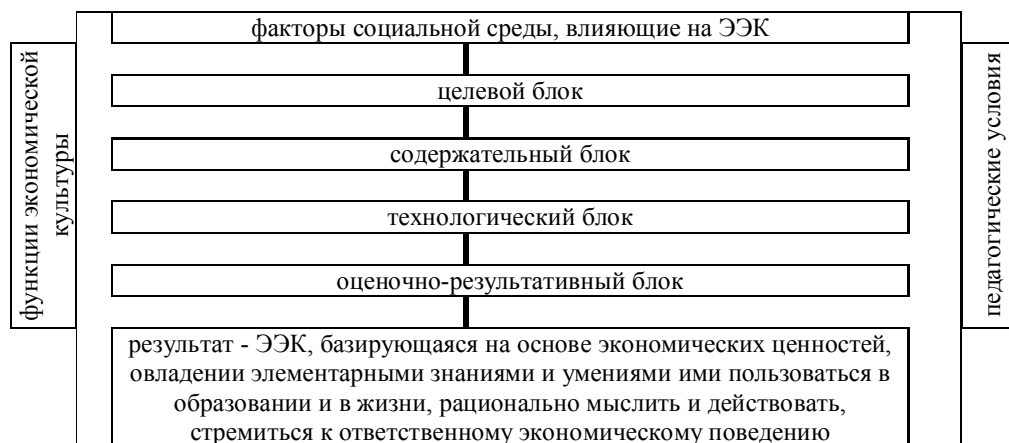 факторы социальной среды, влияющие на ЭЭК
функции экономической
культуры
целевой блок
содержательный блок
технологический блок
оценочно-результативный блок
педагогические условия
результат - ЭЭК, базирующаяся на основе экономических ценностей,
овладении элементарными знаниями и умениями ими пользоваться в
образовании и в жизни, рационально мыслить и действовать,
стремиться к ответственному экономическому поведению